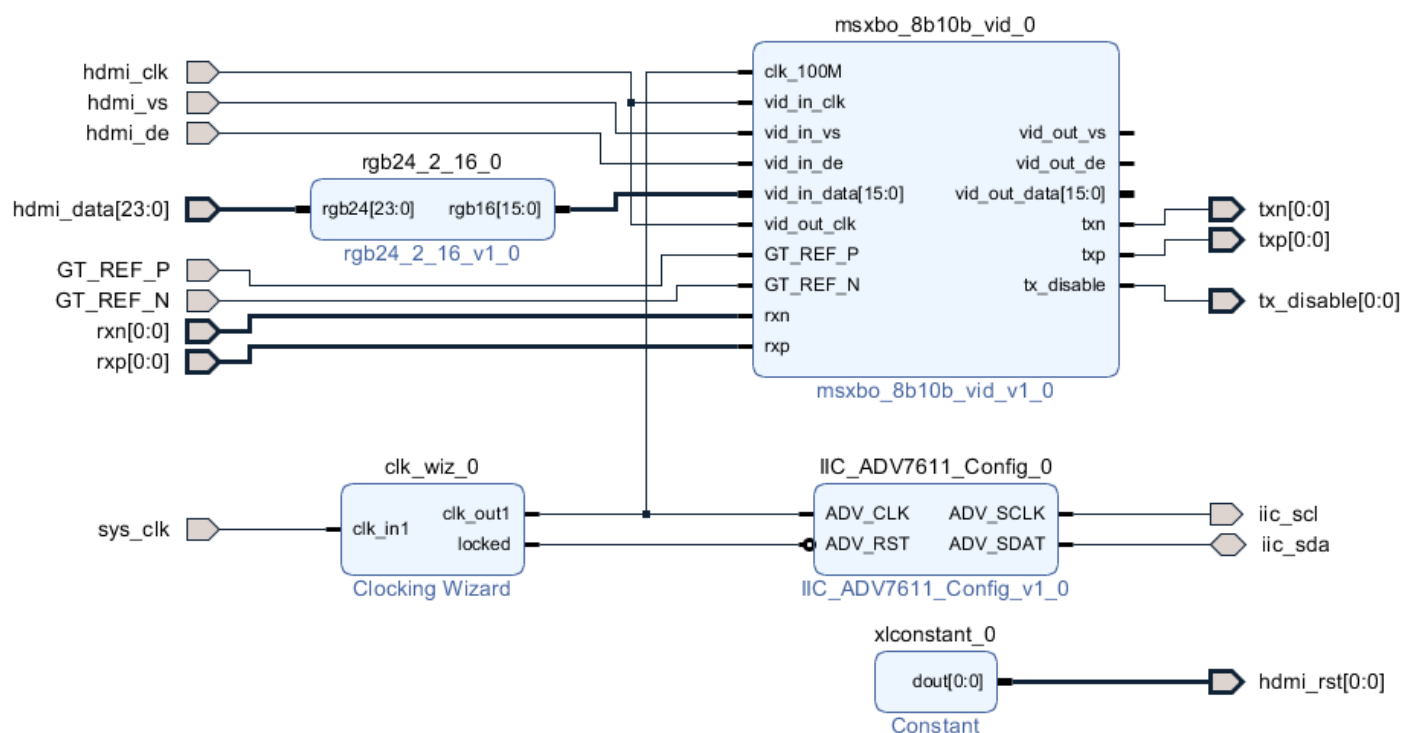 msxbo_8b10b_vid_0
hdmi_clk
hdmi_vs
hdmi_de
hdmi_data[23:0]
GT_REF_P
GT_REF_N
rxn[0:0]
rxp[0:0]
rgb24_2_16_0
rgb24[23:0] rgb16[15:0]
rgb24_2_16_v1_0
clk_100M
vid_in_clk
vid_in_vs
vid_in_de
vid_in_data[15:0]
vid_out_clk
GT_REF_P
GT_REF_N
rxn
rxp
vid_out_vs
vid_out_de
vid_out_data[15:0]
txn
txp
tx_disable
msxbo_8b10b_vid_v1_0
txn[0:0]
txp[0:0]
tx_disable[0:0]
sys_clk
clk_wiz_0
clk_in1
clk_out1
locked
Clocking Wizard
IIC_ADV7611_Config_0
ADV_CLK ADV_SCLK
ADV_RST ADV_SDAT
IIC_ADV7611_Config_v1_0
iic_scl
iic_sda
xlconstant_0
dout[0:0]
Constant
hdmi_rst[0:0]